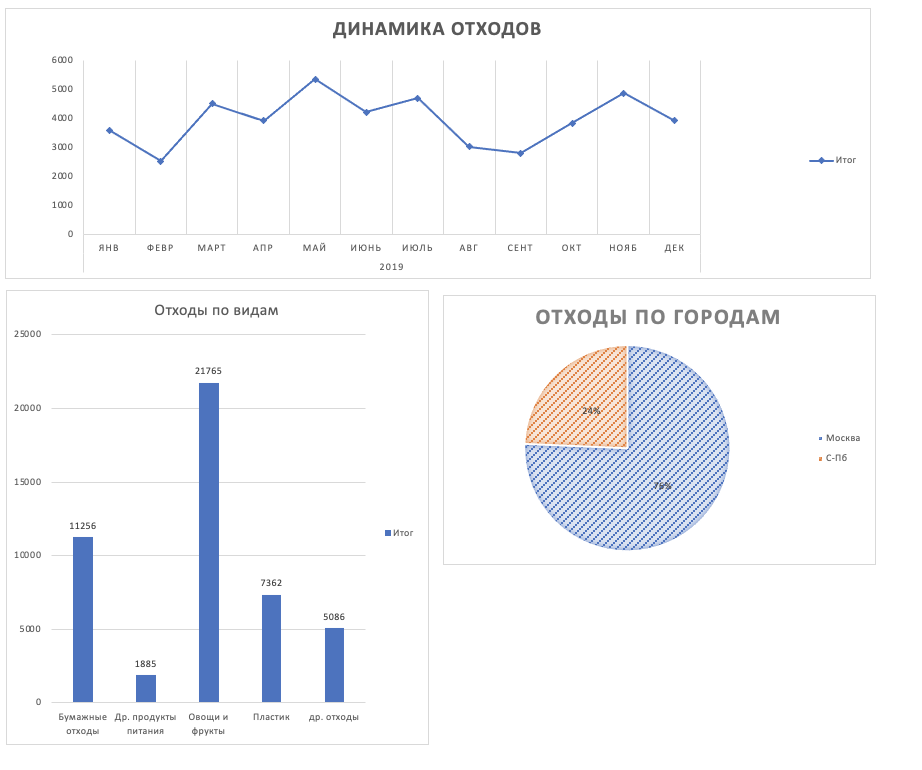 ДИНАМИКА ОТХОДОВ
6000
5000
4000
3000
2000
1000
0
ЯНВ ФЕВР МАРТ АПР МАЙ ИЮНЬ ИЮЛЬ АВГ СЕНТ ОКТ НОЯБ ДЕК
2019
Итог
Отходы по видам
25000
20000
15000
10000
5000
0
11256
1885
21765
7362
5086
Бумажные отходы
Др. продукты питания
Овощи и фрукты
Пластик
др. отходы
Итог
ОТХОДЫ ПО ГОРОДАМ
24%
76%
Москва
С-Пб